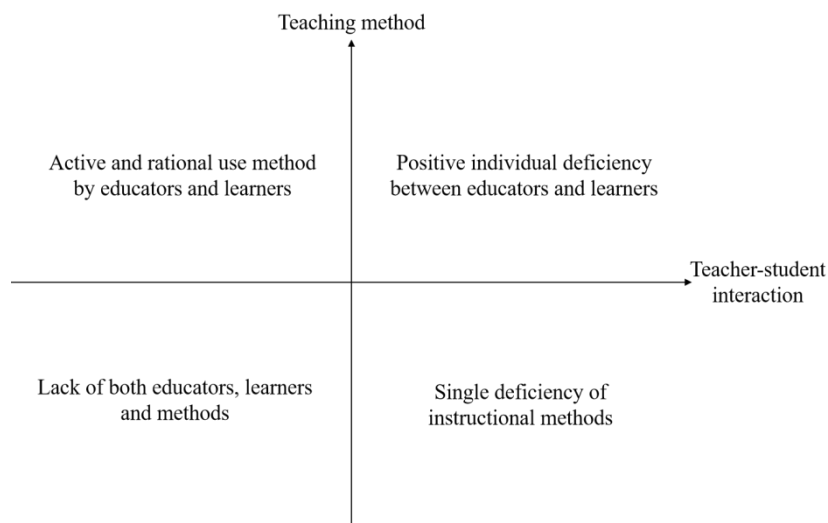 Teaching method
Active and rational use method
by educators and learners
Positive individual deficiency
between educators and learners
Teacher-student
interaction
Lack of both educators, learners
and methods
Single deficiency of
instructional methods